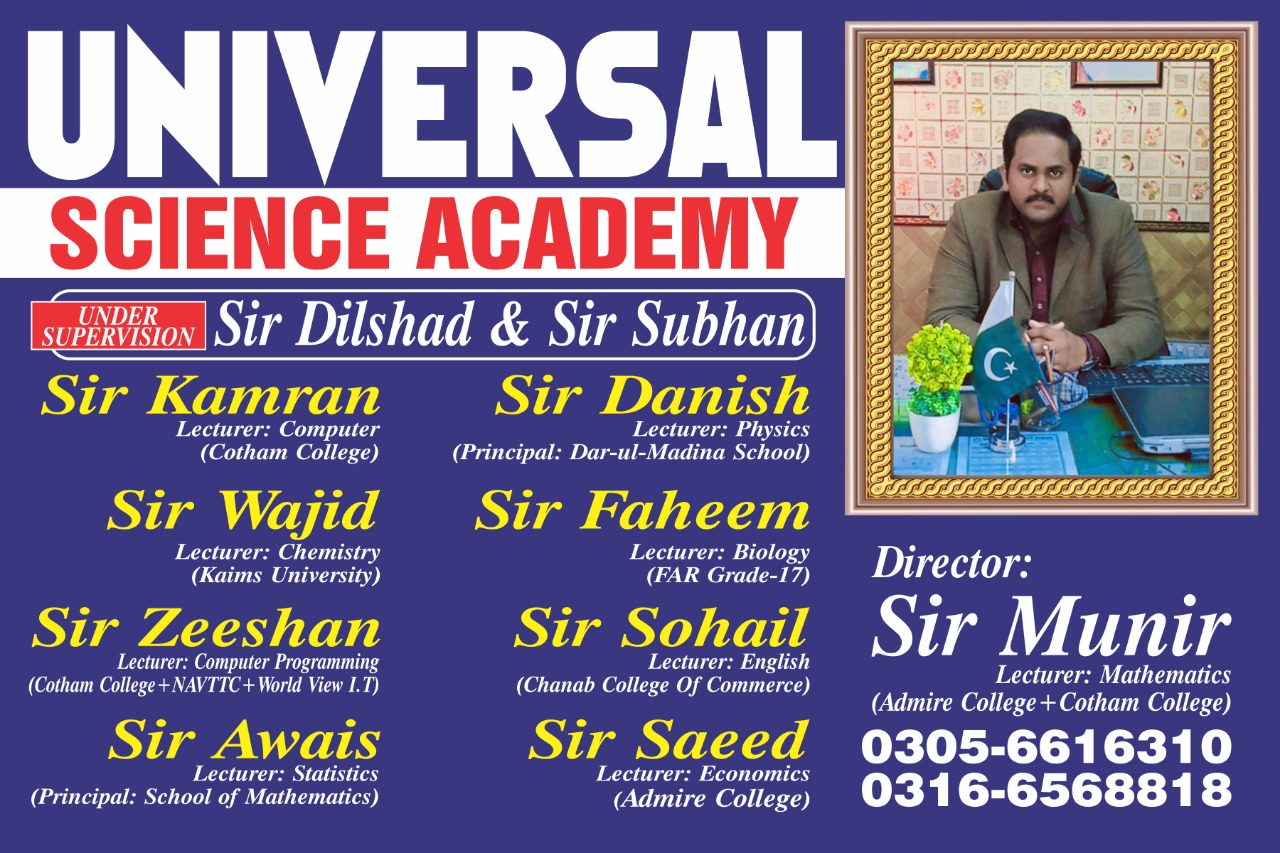 UNIVERSAL
SCIENCE ACADEMY
UNDER
SUPERVISION
Sir Dilshad & Sir Subhan
Sir Kamran
Lecturer: Computer
(Cotham College)
Sir Danish
Lecturer: Physics
(Principal: Dar-ul-Madina School)
Sir Wajid
Lecturer: Chemistry
(Kaims University)
Sir Faheem
Lecturer: Biology
(FAR Grade-17)
Sir Zeeshan
Lecturer: Computer Programming
(Cotham College+NAVTTC+World View I.T)
Sir Sohail
Lecturer: English
(Chanab College Of Commerce)
Sir Awais
Lecturer: Statistics
(Principal: School of Mathematics)
Sir Saeed
Lecturer: Economics
(Admire College)
Director:
Sir Munir
Lecturer: Mathematics
(Admire College+Cotham College)
0305-6616310
0316-6568818